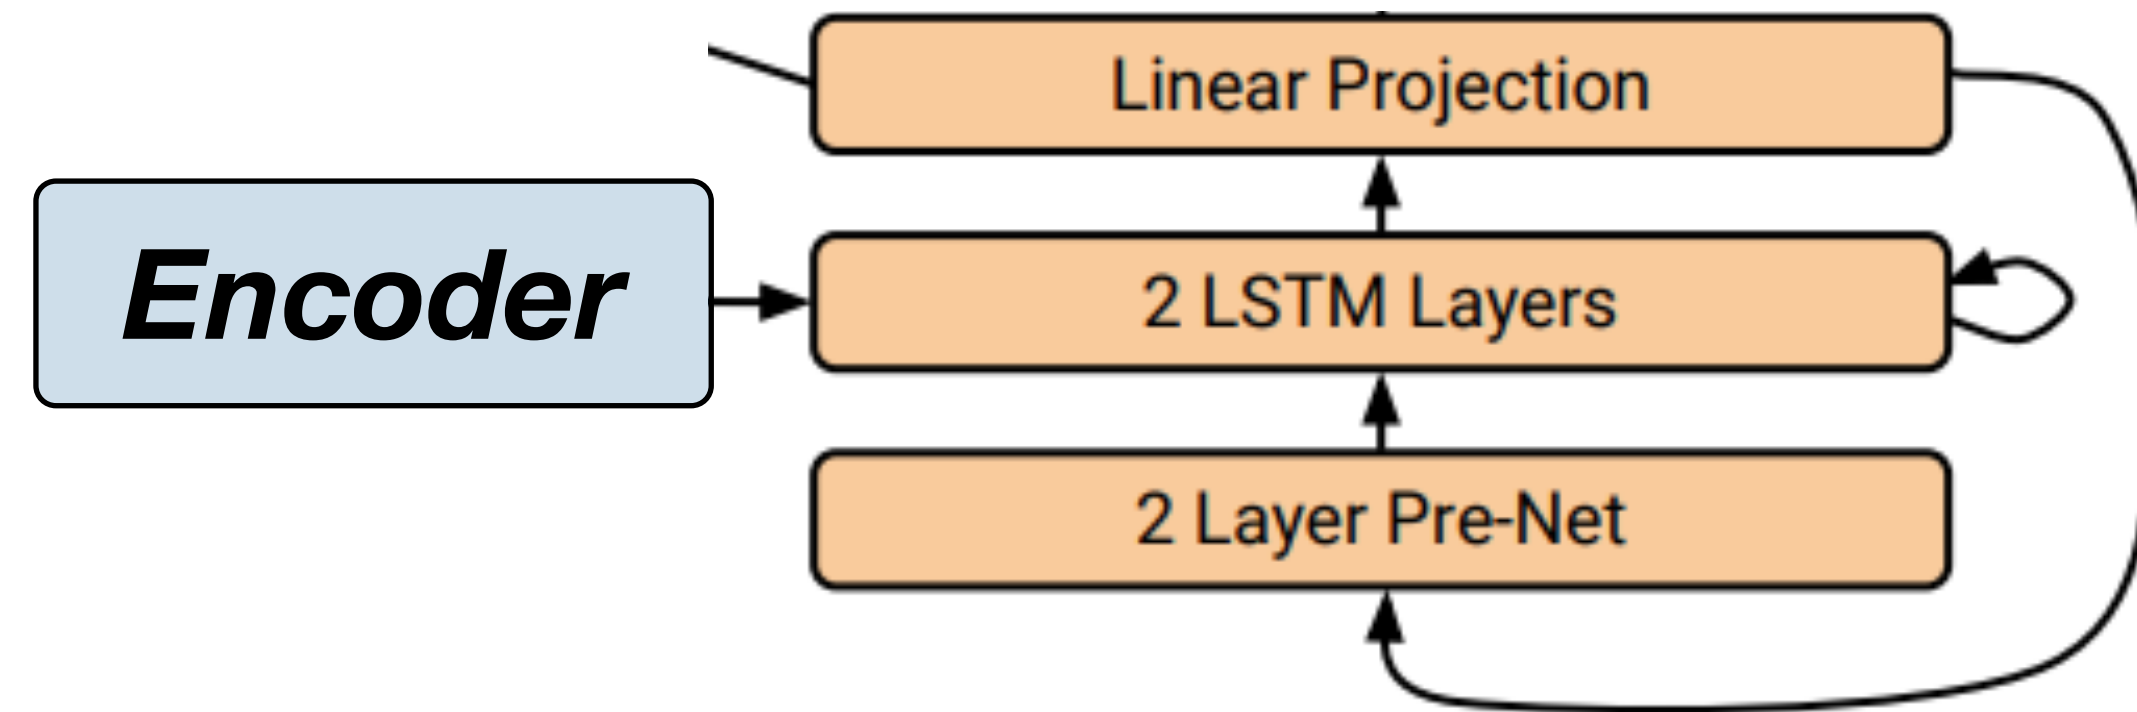 Linear Projection
Encoder
2 LSTM Layers
2 Layer Pre-Net